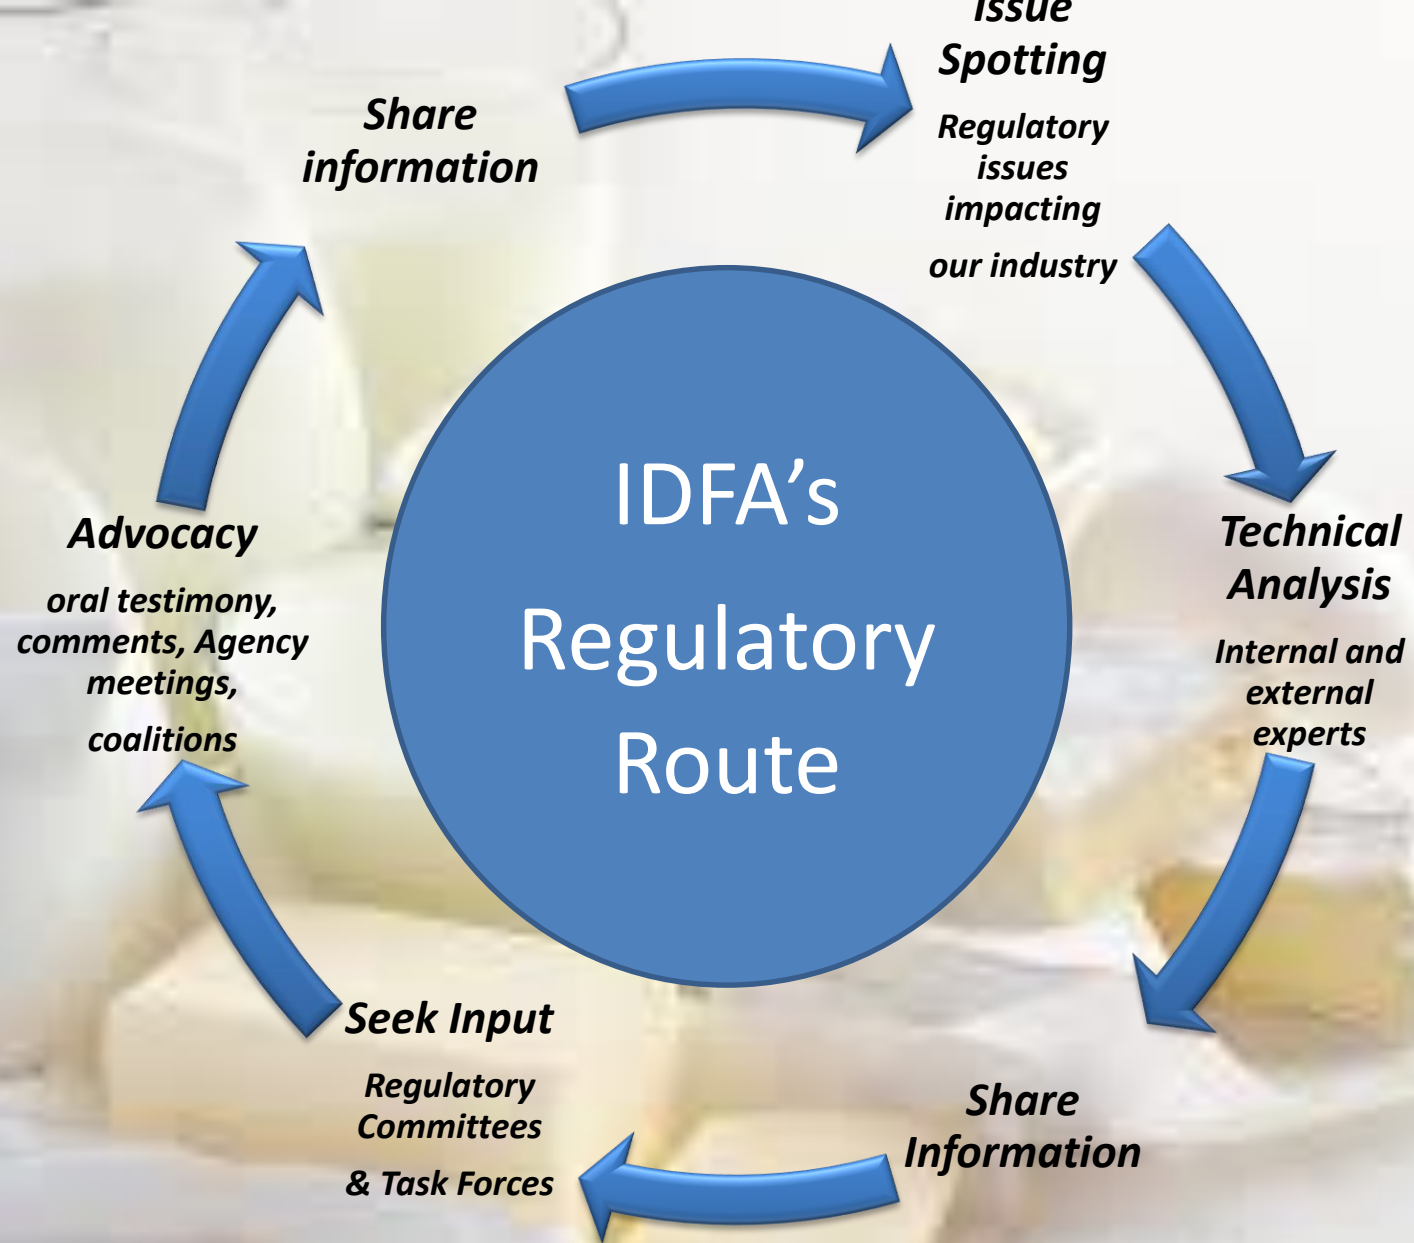 Issue
Spotting
Regulatory
issues
impacting
our industry
Share
information
IDFA’s
Regulatory
Route
Technical
Analysis
Internal and
external
experts
Advocacy
oral testimony,
comments, Agency
meetings,
coalitions
Seek Input
Regulatory
Committees
& Task Forces
Share
Information